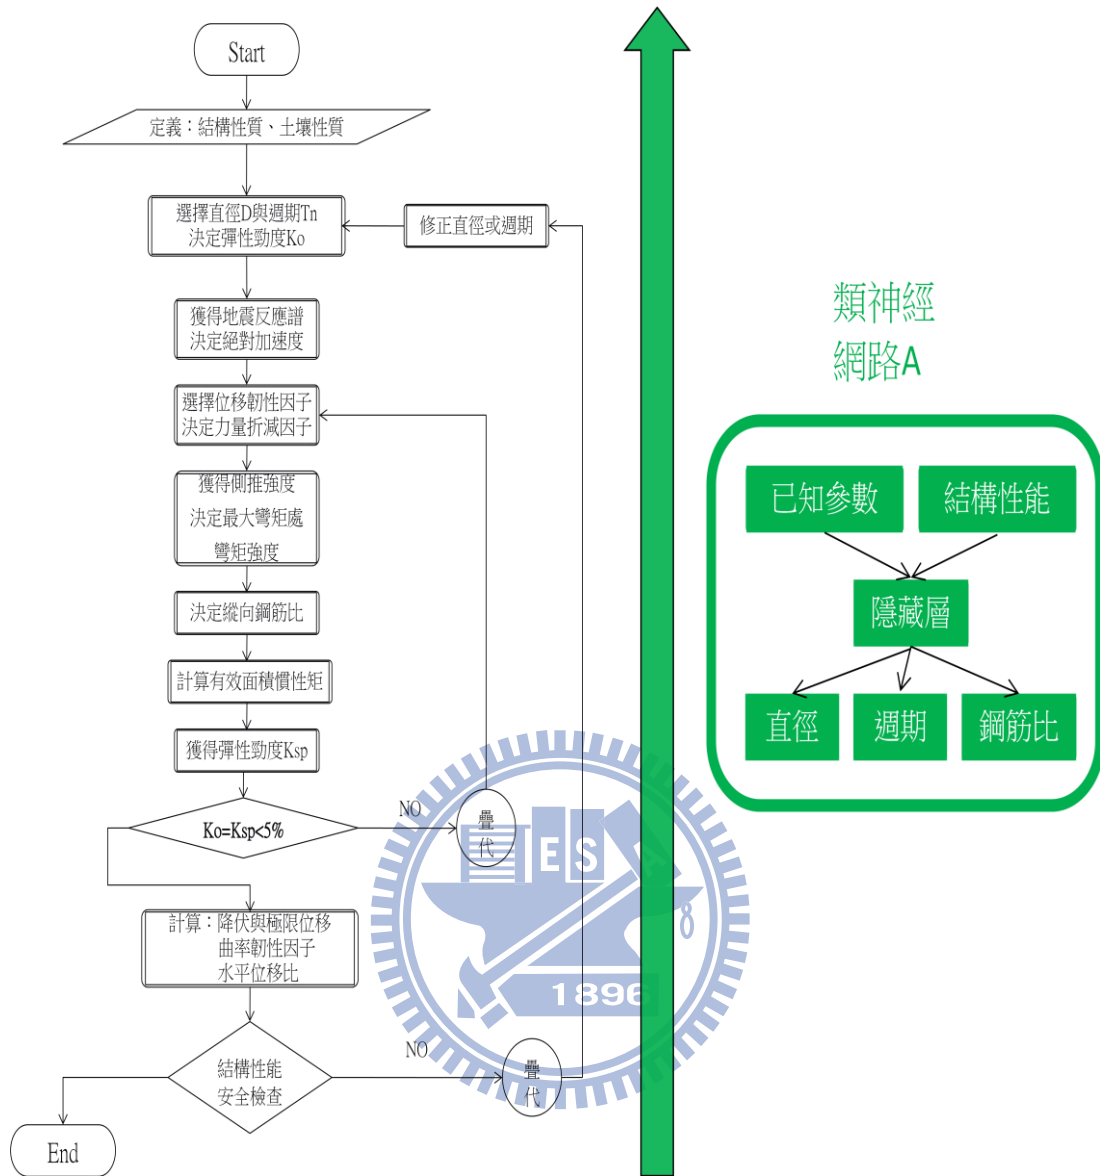 Start
定義：結構性質、土壤性質
選擇直徑D與週期Tn
決定彈性勁度Ko
修正直徑或週期
獲得地震反應譜
決定絕對加速度
選擇位移韌性因子
決定力量折減因子
獲得側推強度
決定最大彎矩處
彎矩強度
決定縱向鋼筋比
計算有效面積慣性矩
獲得彈性勁度Ksp
Ko=Ksp<5%
NO
疊
代
計算：降伏與極限位移
曲率韌性因子
水平位移比
結構性能
安全檢查
NO
疊
代
End
類神經
網路A
已知參數
結構性能
隱藏層
直徑
週期
鋼筋比
E S A
1896